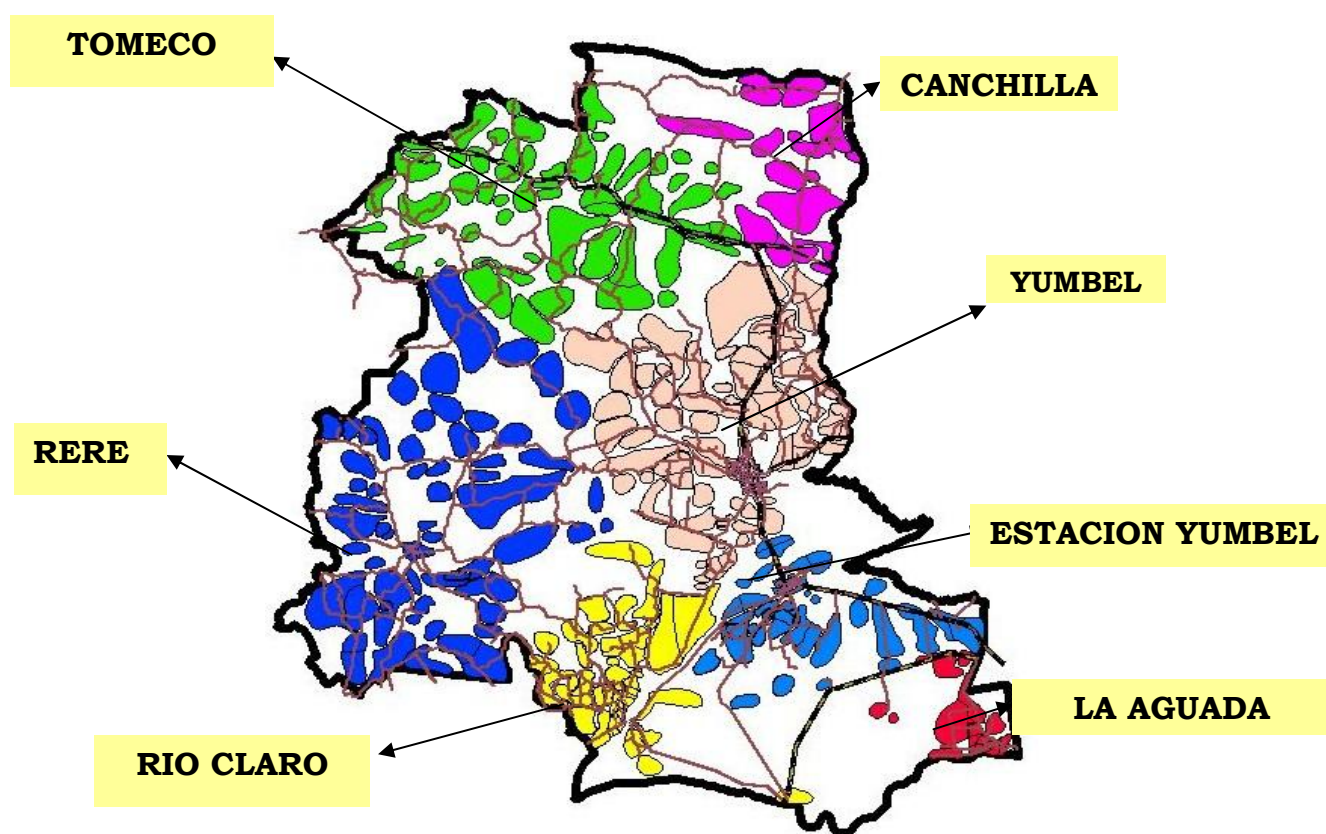 TOMECO
CANCHILLA
YUMBEL
RERE
ESTACION YUMBEL
LA AGUADA
RIO CLARO